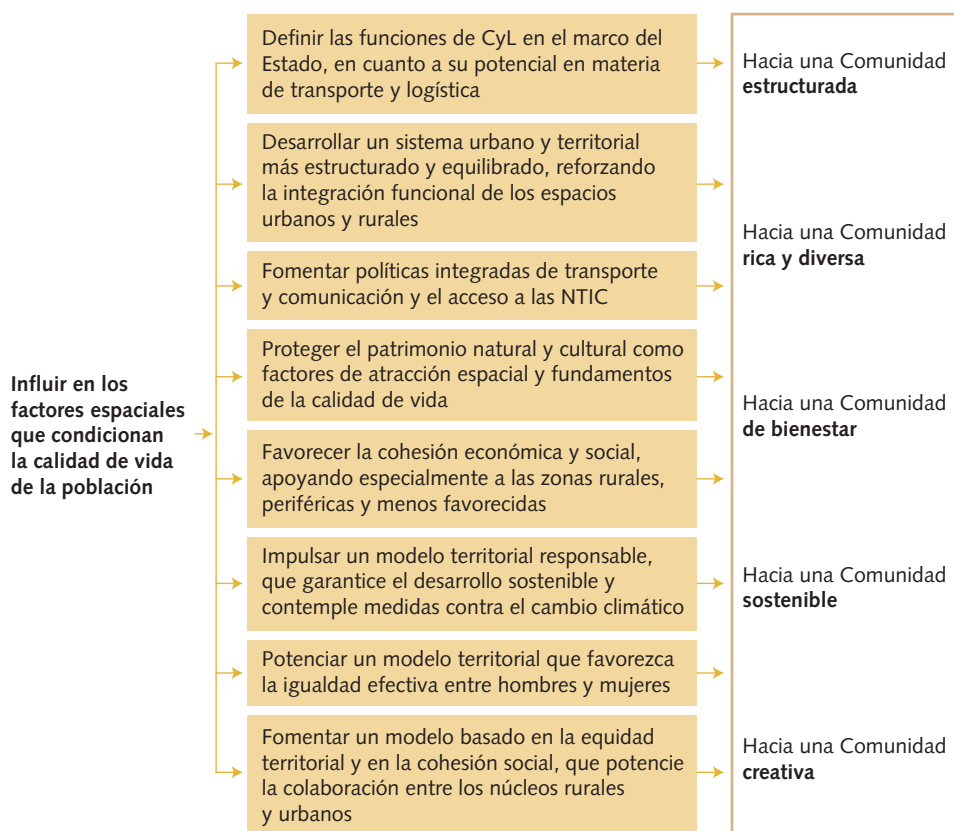 Influir en los
factores espaciales
que condicionan
la calidad de vida
de la población
Definir las funciones de CyL en el marco del
Estado, en cuanto a su potencial en materia
de transporte y logística
Desarrollar un sistema urbano y territorial
más estructurado y equilibrado, reforzando
la integración funcional de los espacios
urbanos y rurales
Fomentar políticas integradas de transporte
y comunicación y el acceso a las NTIC
Proteger el patrimonio natural y cultural como
factores de atracción espacial y fundamentos
de la calidad de vida
Favorecer la cohesión económica y social,
apoyando especialmente a las zonas rurales,
periféricas y menos favorecidas
Impulsar un modelo territorial responsable,
que garantice el desarrollo sostenible y
contemple medidas contra el cambio climático
Potenciar un modelo territorial que favorezca
la igualdad efectiva entre hombres y mujeres
Fomentar un modelo basado en la equidad
territorial y en la cohesión social, que potencie
la colaboración entre los núcleos rurales
y urbanos
Hacia una Comunidad
estructurada
Hacia una Comunidad
rica y diversa
Hacia una Comunidad
de bienestar
Hacia una Comunidad
sostenible
Hacia una Comunidad
creativa